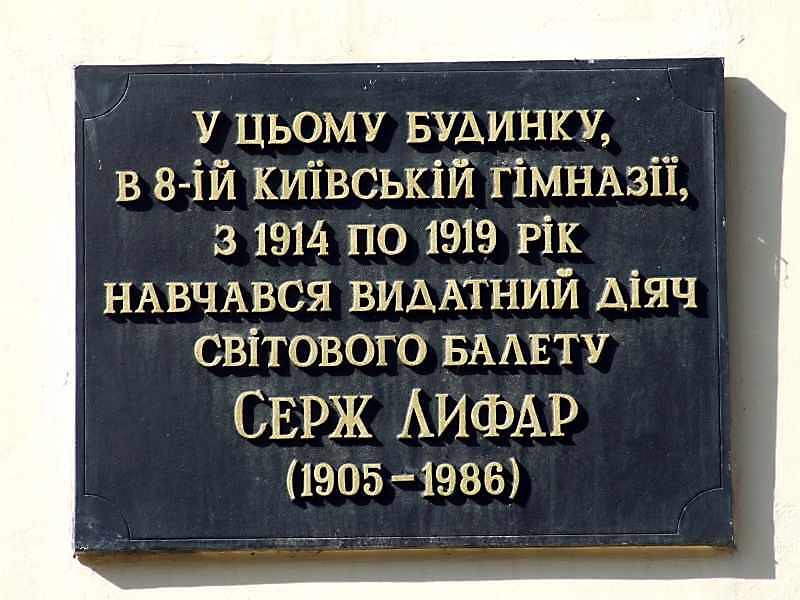 У ЦЬОМУ БУДИНКУ,
В 8-ІЙ КИЇВСЬКІЙ ГІМНАЗІЇ,
З 1914 ПО 1919 РІК
НАВЧАВСЯ ВИДАТНИЙ ДІЯЧ
СВІТОВОГО БАЛЕТУ
СЕРЖ ЛИФАР
(1905–1986)